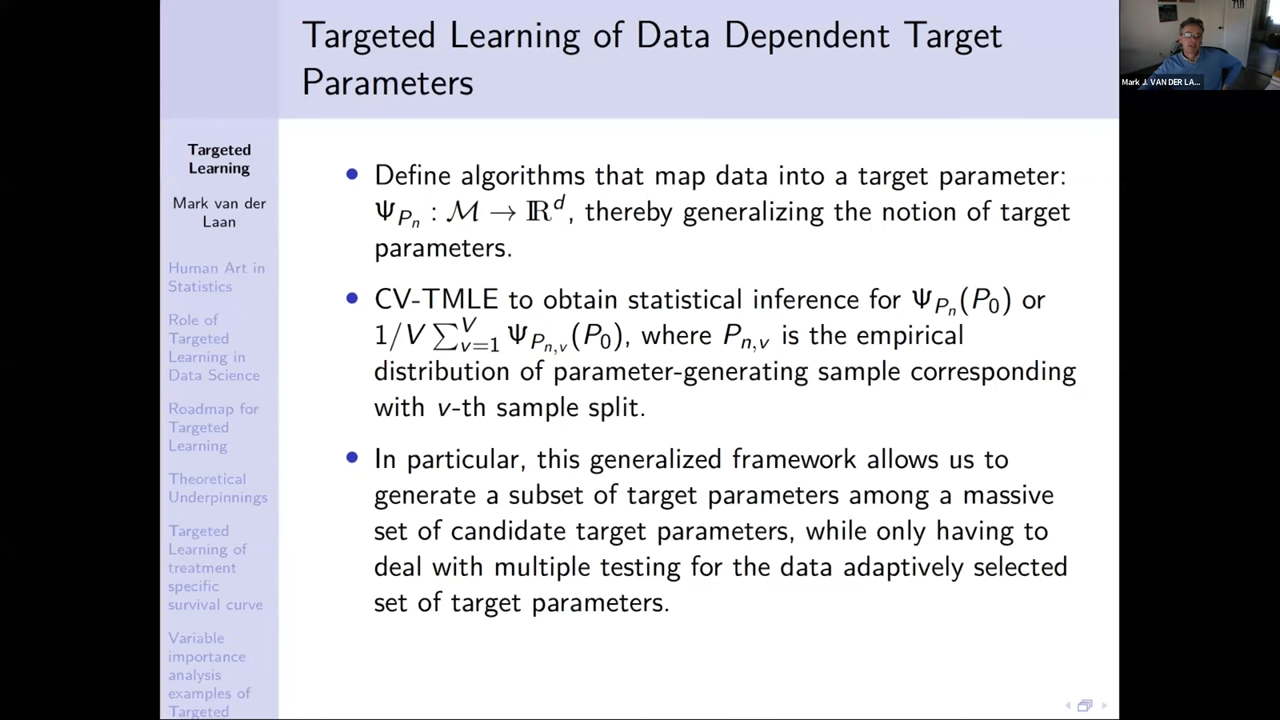 Targeted Learning of Data Dependent Target
Parameters
Mark J. VAN DER LA...
Targeted
Learning
Mark van der
Laan
Human Art in
Statistics
Role of
Targeted
Learning in
Data Science
Roadmap for
Targeted
Learning
Theoretical
Underpinnings
Targeted
Learning of
treatment
specific
survival curve
Variable
importance
analysis
examples of
Targeted
• Define algorithms that map data into a target parameter:
Ψ_{P_n} : ℳ → ℝ^d, thereby generalizing the notion of target
parameters.
• CV-TMLE to obtain statistical inference for Ψ_{P_n}(P_0) or
1/V ∑_{v=1}^V Ψ_{P_{n,v}}(P_0), where P_{n,v} is the empirical
distribution of parameter-generating sample corresponding
with v-th sample split.
• In particular, this generalized framework allows us to
generate a subset of target parameters among a massive
set of candidate target parameters, while only having to
deal with multiple testing for the data adaptively selected
set of target parameters.